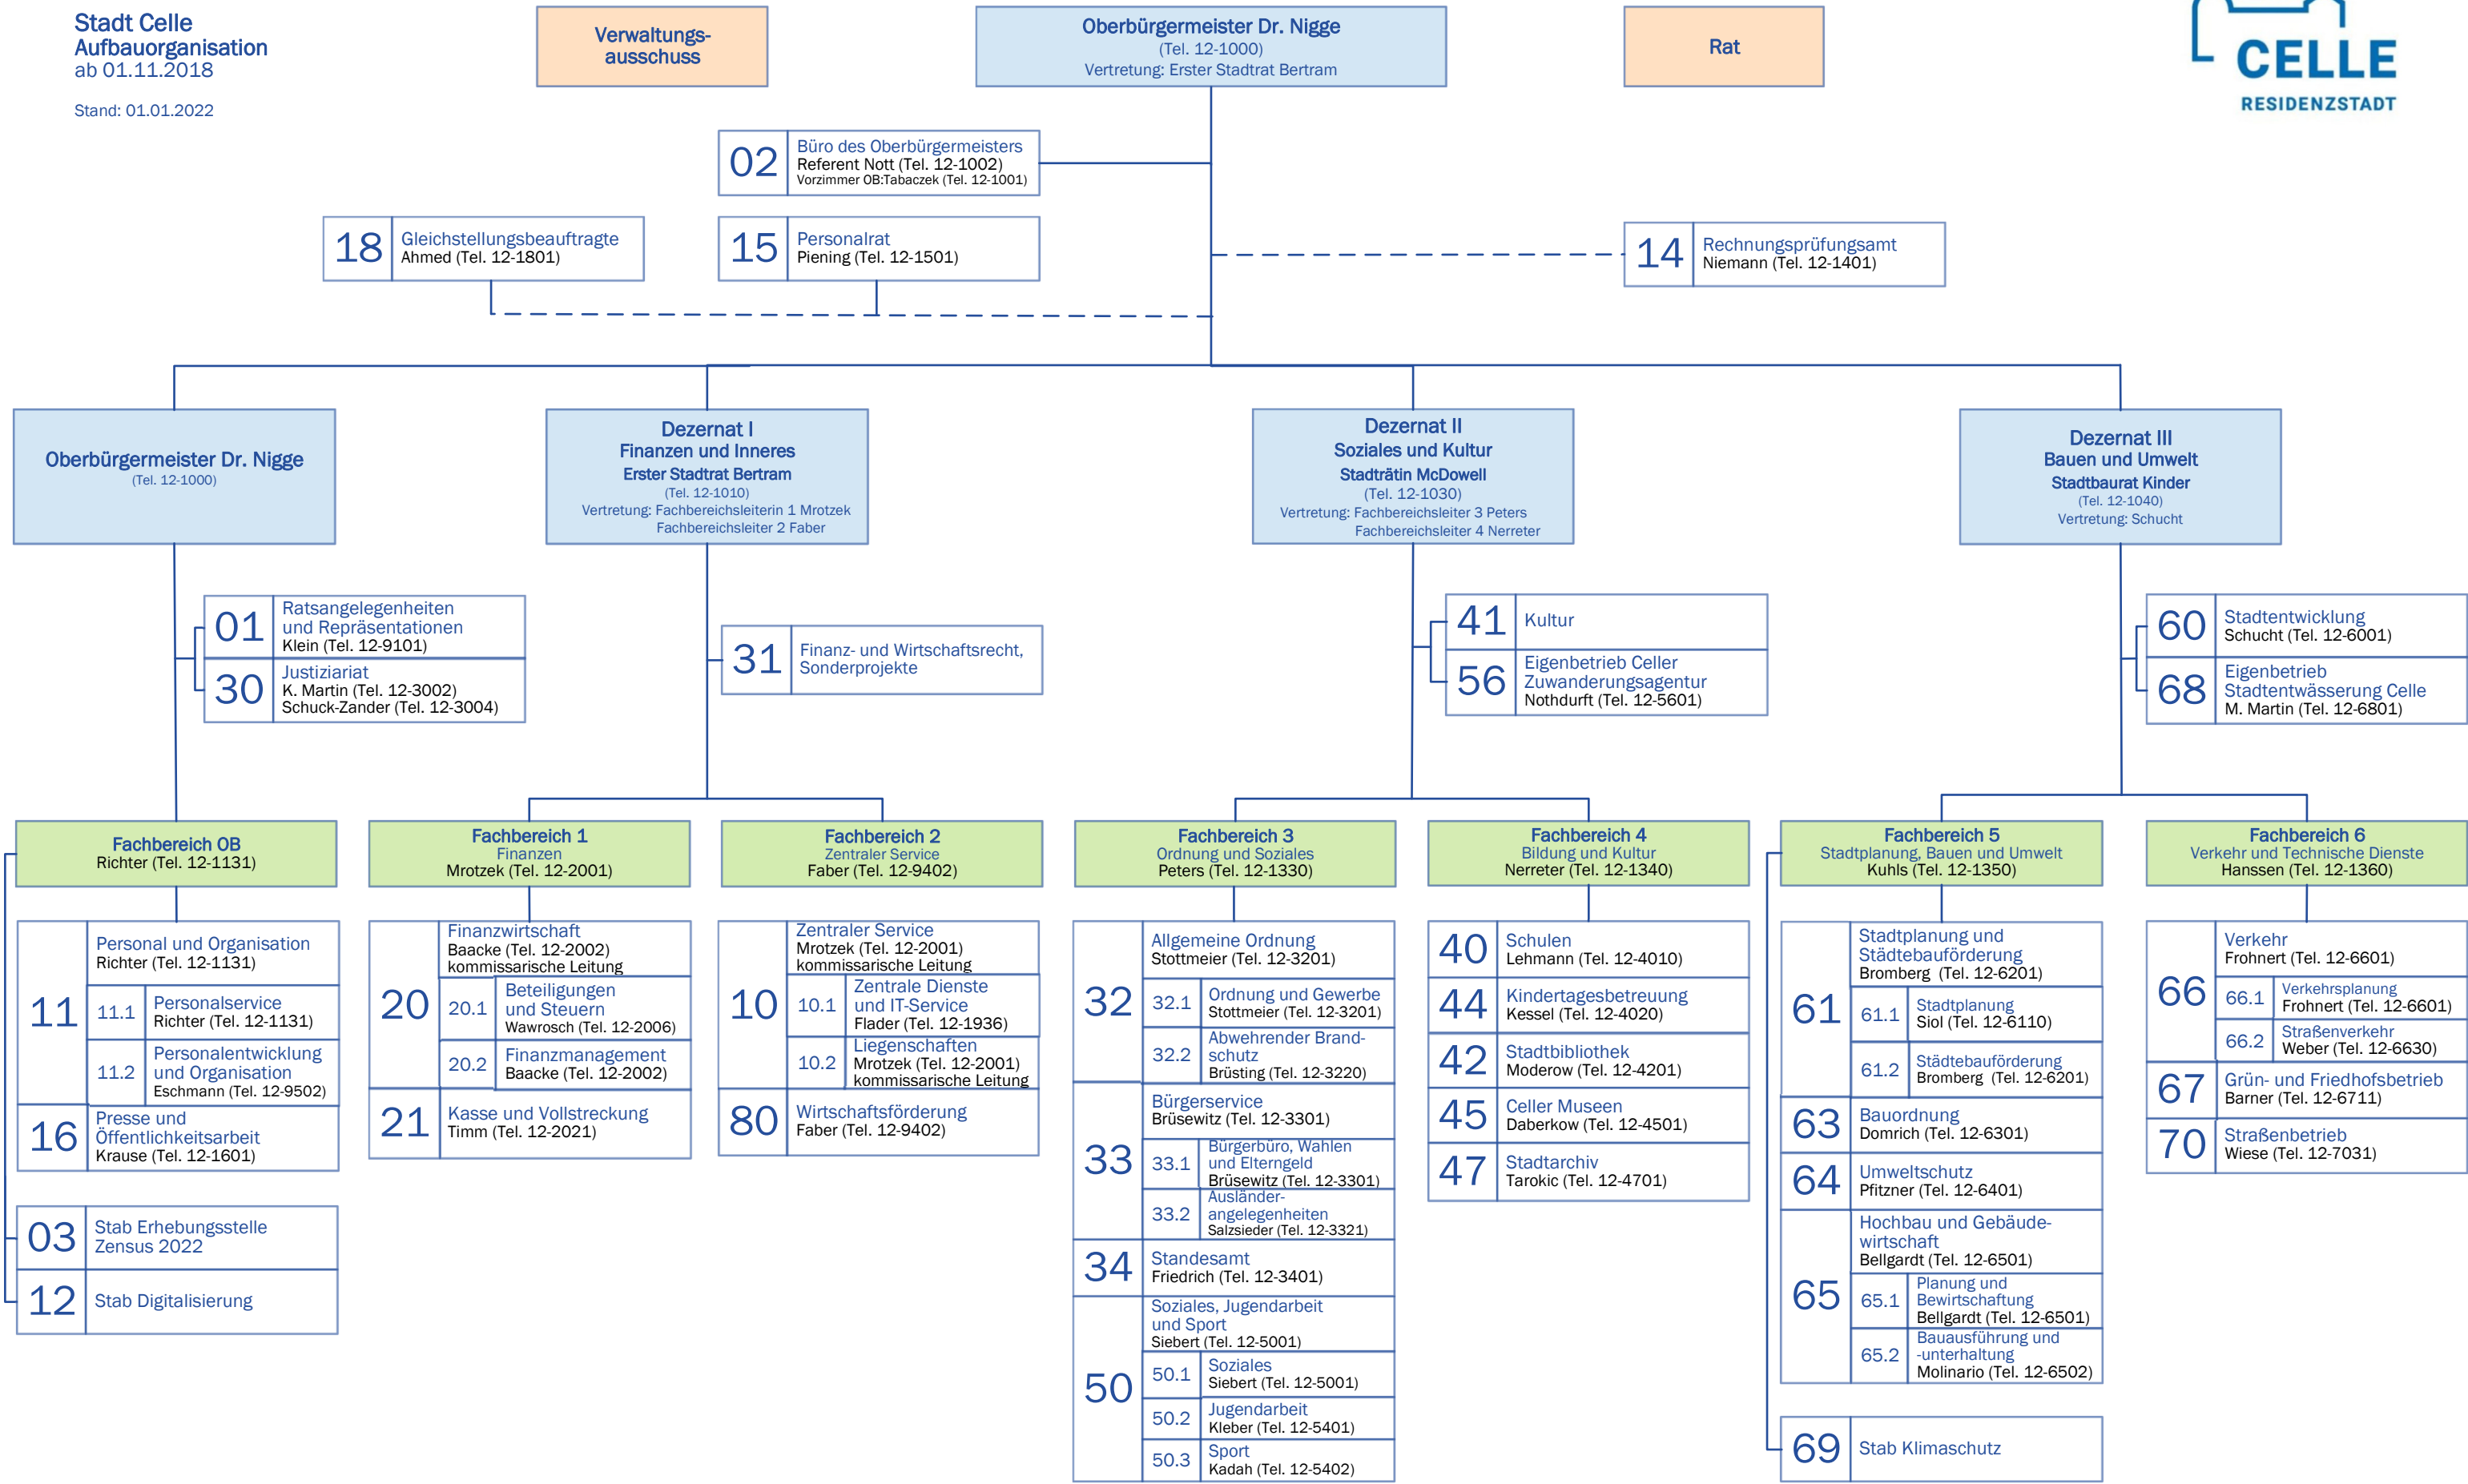 Stadt Celle
Aufbauorganisation
ab 01.11.2018
Stand: 01.01.2022
Verwaltungs-
ausschuss
Oberbürgermeister Dr. Nigge
(Tel. 12-1000)
Vertretung: Erster Stadtrat Bertram
Rat
CELLE
RESIDENZSTADT
02
Büro des Oberbürgermeisters
Referent Nott (Tel. 12-1002)
Vorzimmer OB:Tabaczek (Tel. 12-1001)
18
Gleichstellungsbeauftragte
Ahmed (Tel. 12-1801)
15
Personalrat
Piening (Tel. 12-1501)
14
Rechnungsprüfungsamt
Niemann (Tel. 12-1401)
Oberbürgermeister Dr. Nigge
(Tel. 12-1000)
Dezernat I
Finanzen und Inneres
Erster Stadtrat Bertram
(Tel. 12-1010)
Vertretung: Fachbereichsleiterin 1 Mrotzek
Fachbereichsleiter 2 Faber
Dezernat II
Soziales und Kultur
Stadträtin McDowell
(Tel. 12-1030)
Vertretung: Fachbereichsleiter 3 Peters
Fachbereichsleiter 4 Nerreter
Dezernat III
Bauen und Umwelt
Stadtbaurat Kinder
(Tel. 12-1040)
Vertretung: Schucht
01
Ratsangelegenheiten
und Repräsentationen
Klein (Tel. 12-9101)
30
Justiziariat
K. Martin (Tel. 12-3002)
Schuck-Zander (Tel. 12-3004)
31
Finanz- und Wirtschaftsrecht,
Sonderprojekte
41
Kultur
56
Eigenbetrieb Celler
Zuwanderungsagentur
Nothdurft (Tel. 12-5601)
60
Stadtentwicklung
Schucht (Tel. 12-6001)
68
Eigenbetrieb
Stadtentwässerung Celle
M. Martin (Tel. 12-6801)
Fachbereich OB
Richter (Tel. 12-1131)
11
Personal und Organisation
Richter (Tel. 12-1131)
11.1
Personalservice
Richter (Tel. 12-1131)
11.2
Personalentwicklung
und Organisation
Eschmann (Tel. 12-9502)
16
Presse und
Öffentlichkeitsarbeit
Krause (Tel. 12-1601)
03
Stab Erhebungsstelle
Zensus 2022
12
Stab Digitalisierung
Fachbereich 1
Finanzen
Mrotzek (Tel. 12-2001)
20
Finanzwirtschaft
Baacke (Tel. 12-2002)
kommissarische Leitung
20.1
Beteiligungen
und Steuern
Wawrosch (Tel. 12-2006)
20.2
Finanzmanagement
Baacke (Tel. 12-2002)
21
Kasse und Vollstreckung
Timm (Tel. 12-2021)
Fachbereich 2
Zentraler Service
Faber (Tel. 12-9402)
10
Zentraler Service
Mrotzek (Tel. 12-2001)
kommissarische Leitung
10.1
Zentrale Dienste
und IT-Service
Flader (Tel. 12-1936)
10.2
Liegenschaften
Mrotzek (Tel. 12-2001)
kommissarische Leitung
80
Wirtschaftsförderung
Faber (Tel. 12-9402)
Fachbereich 3
Ordnung und Soziales
Peters (Tel. 12-1330)
32
Allgemeine Ordnung
Stottmeier (Tel. 12-3201)
32.1
Ordnung und Gewerbe
Stottmeier (Tel. 12-3201)
32.2
Abwehrender Brand-
schutz
Brüsting (Tel. 12-3220)
33
Bürgerservice
Brüsewitz (Tel. 12-3301)
33.1
Bürgerbüro, Wahlen
und Elterngeld
Brüsewitz (Tel. 12-3301)
33.2
Ausländer-
angelegenheiten
Salzsieder (Tel. 12-3321)
34
Standesamt
Friedrich (Tel. 12-3401)
50
Soziales, Jugendarbeit
und Sport
Siebert (Tel. 12-5001)
50.1
Soziales
Siebert (Tel. 12-5001)
50.2
Jugendarbeit
Kleber (Tel. 12-5401)
50.3
Sport
Kadah (Tel. 12-5402)
Fachbereich 4
Bildung und Kultur
Nerreter (Tel. 12-1340)
40
Schulen
Lehmann (Tel. 12-4010)
44
Kindertagesbetreuung
Kessel (Tel. 12-4020)
42
Stadtbibliothek
Moderow (Tel. 12-4201)
45
Celler Museen
Daberkow (Tel. 12-4501)
47
Stadtarchiv
Tarokic (Tel. 12-4701)
Fachbereich 5
Stadtplanung, Bauen und Umwelt
Kuhls (Tel. 12-1350)
61
Stadtplanung und
Städtebauförderung
Bromberg (Tel. 12-6201)
61.1
Stadtplanung
Siol (Tel. 12-6110)
61.2
Städtebauförderung
Bromberg (Tel. 12-6201)
63
Bauordnung
Domrich (Tel. 12-6301)
64
Umweltschutz
Pfitzner (Tel. 12-6401)
65
Hochbau und Gebäude-
wirtschaft
Bellgardt (Tel. 12-6501)
65.1
Planung und
Bewirtschaftung
Bellgardt (Tel. 12-6501)
65.2
Bauausführung und
-unterhaltung
Molinario (Tel. 12-6502)
69
Stab Klimaschutz
Fachbereich 6
Verkehr und Technische Dienste
Hanssen (Tel. 12-1360)
66
Verkehr
Frohnert (Tel. 12-6601)
66.1
Verkehrsplanung
Frohnert (Tel. 12-6601)
66.2
Straßenverkehr
Weber (Tel. 12-6630)
67
Grün- und Friedhofsbetrieb
Barner (Tel. 12-6711)
70
Straßenbetrieb
Wiese (Tel. 12-7031)